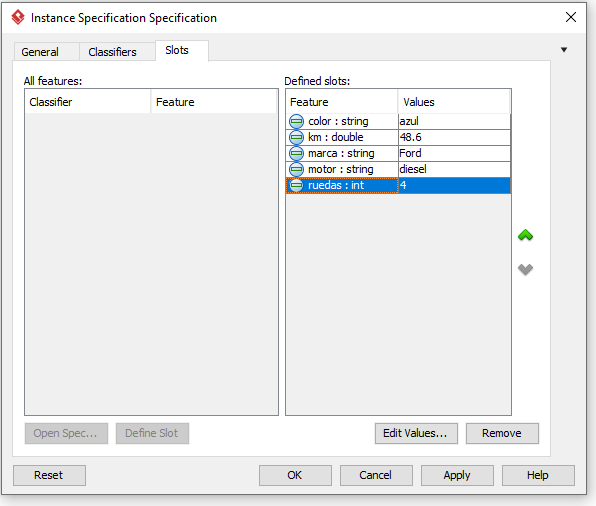 Instance Specification Specification
General Classifiers Slots
All features: Defined slots:
Classifier Feature Feature Values
color : string azul
km : double 48.6
marca : string Ford
motor : string diesel
ruedas : int 4
Open Spec... Define Slot Edit Values... Remove
Reset OK Cancel Apply Help